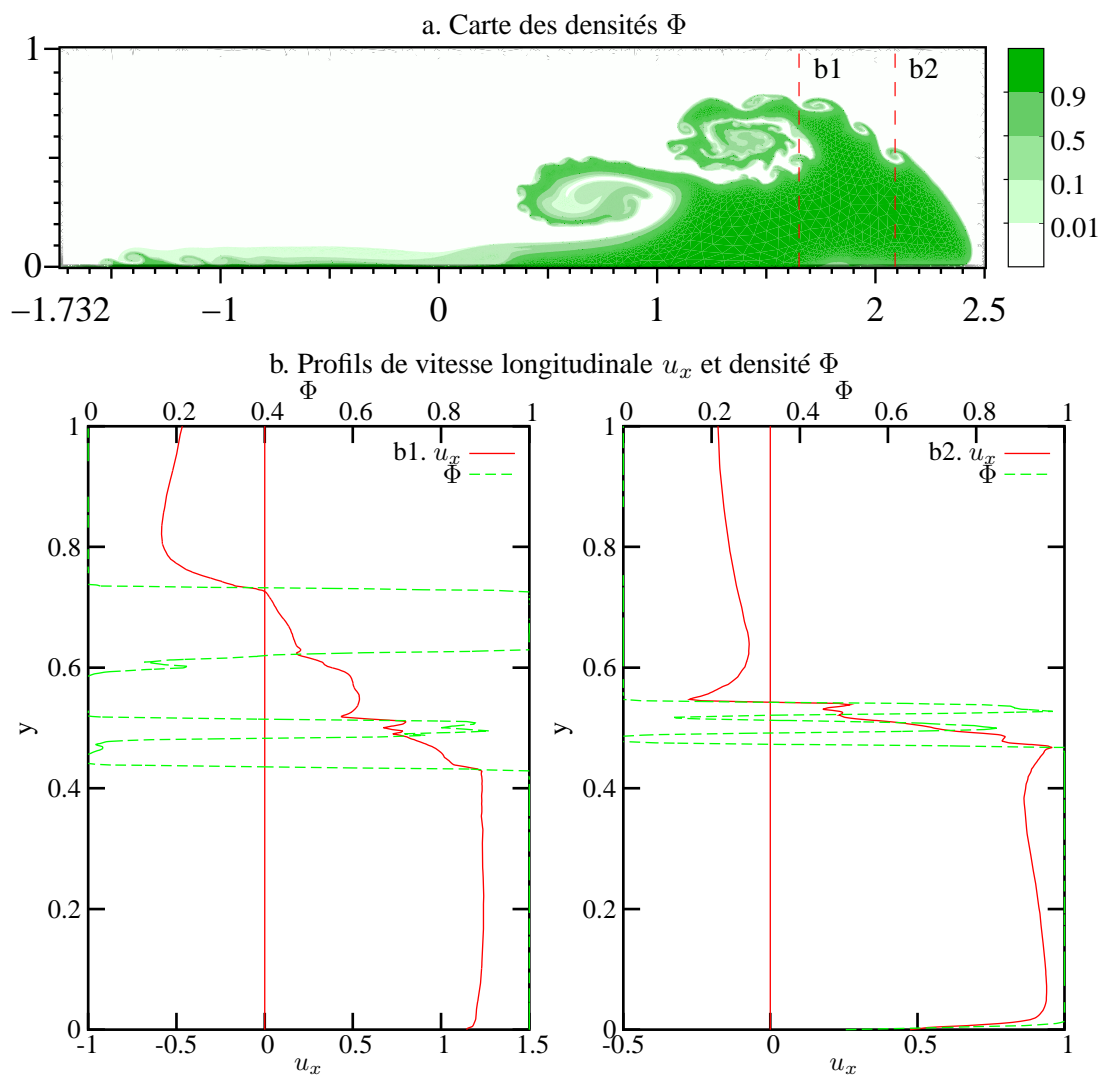 a. Carte des densités Φ
1
b1
b2
0.9
0.5
0.1
0.01
0
−1.732
−1
0
1
2
2.5
b. Profils de vitesse longitudinale u_x et densité Φ
Φ
0 0.2 0.4 0.6 0.8 1
1
b1. u_x
Φ
0.8
0.6
y
0.4
0.2
0
-1 -0.5 0 0.5 1 1.5
u_x
Φ
0 0.2 0.4 0.6 0.8 1
1
b2. u_x
Φ
0.8
0.6
y
0.4
0.2
0
-0.5 0 0.5 1
u_x